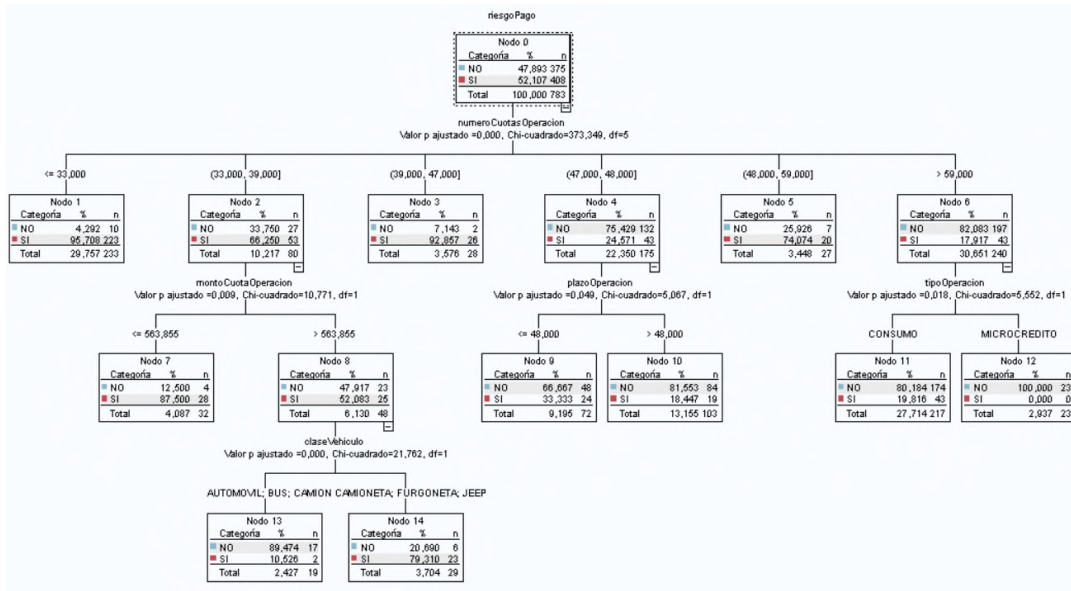 riesgoPago
Nodo 0
Categoría % n
NO 47,893 375
SI 52,107 408
Total 100,000 783
numeroCuotasOperacion
Valor p ajustado =0,000, Chi-cuadrado=373,349, df=5
<= 33,000
(33,000, 39,000]
(39,000, 47,000]
(47,000, 48,000]
(48,000, 59,000]
> 59,000
Nodo 1
Categoría % n
NO 4,292 10
SI 95,708 223
Total 29,757 233
Nodo 2
Categoría % n
NO 33,750 27
SI 66,250 53
Total 10,217 80
Nodo 3
Categoría % n
NO 7,143 2
SI 92,857 26
Total 3,576 28
Nodo 4
Categoría % n
NO 75,429 132
SI 24,571 43
Total 22,350 175
Nodo 5
Categoría % n
NO 25,926 7
SI 74,074 20
Total 3,448 27
Nodo 6
Categoría % n
NO 82,083 197
SI 17,917 43
Total 30,651 240
montoCuotaOperacion
Valor p ajustado =0,009, Chi-cuadrado=10,771, df=1
plazoOperacion
Valor p ajustado =0,049, Chi-cuadrado=5,067, df=1
tipoOperacion
Valor p ajustado =0,018, Chi-cuadrado=5,552, df=1
<= 563,855
> 563,855
<= 48,000
> 48,000
CONSUMO
MICROCREDITO
Nodo 7
Categoría % n
NO 12,500 4
SI 87,500 28
Total 4,087 32
Nodo 8
Categoría % n
NO 47,917 23
SI 52,083 25
Total 6,130 48
Nodo 9
Categoría % n
NO 66,667 48
SI 33,333 24
Total 9,195 72
Nodo 10
Categoría % n
NO 81,553 84
SI 18,447 19
Total 13,155 103
Nodo 11
Categoría % n
NO 80,184 174
SI 19,816 43
Total 27,714 217
Nodo 12
Categoría % n
NO 100,000 23
SI 0,000 0
Total 2,937 23
claseVehiculo
Valor p ajustado =0,000, Chi-cuadrado=21,762, df=1
AUTOMOVIL; BUS; CAMION CAMIONETA; FURGONETA; JEEP
Nodo 13
Categoría % n
NO 89,474 17
SI 10,526 2
Total 2,427 19
Nodo 14
Categoría % n
NO 20,690 6
SI 79,310 23
Total 3,704 29